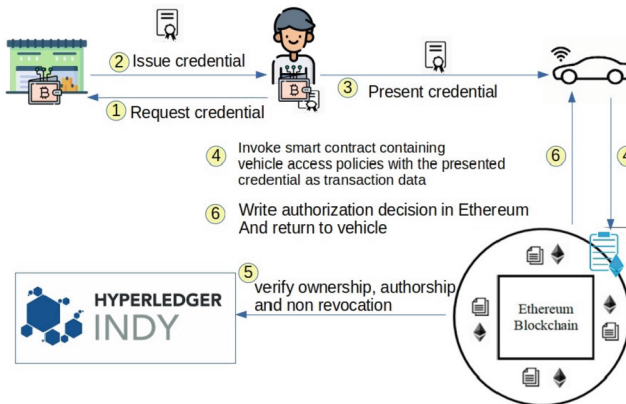 2 Issue credential
1 Request credential
3 Present credential
4 Invoke smart contract containing
vehicle access policies with the presented
credential as transaction data
6
4
6 Write authorization decision in Ethereum
And return to vehicle
5 verify ownership, authorship
and non revocation
HYPERLEDGER
INDY
Ethereum
Blockchain